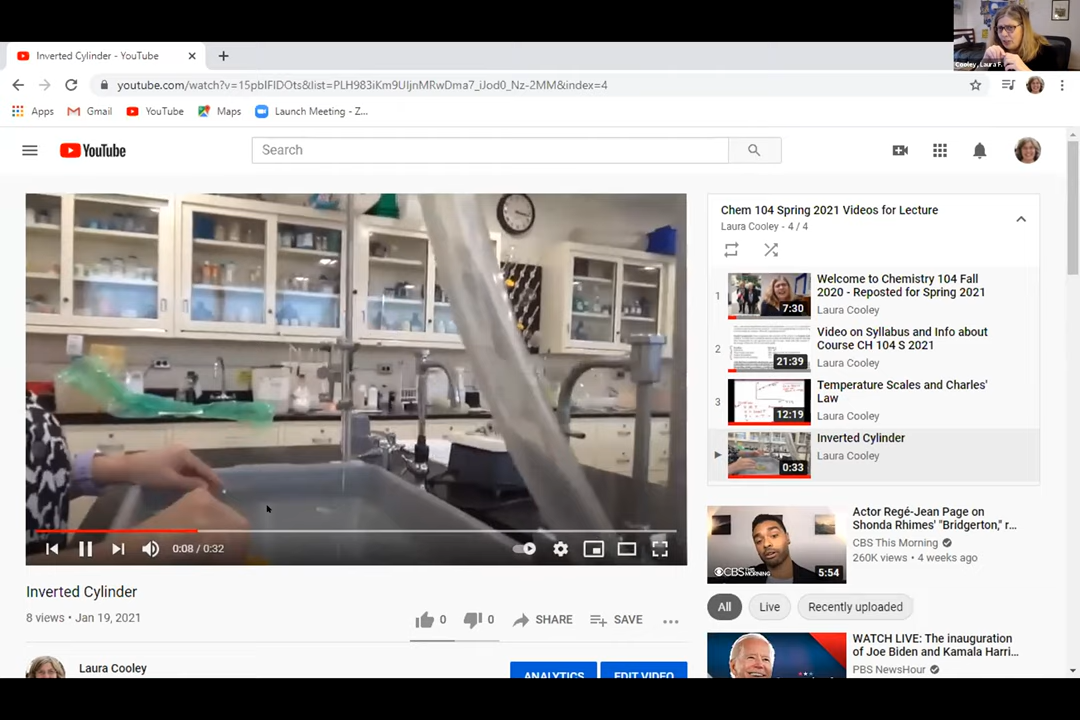 Cooley, Laura F.
Inverted Cylinder - YouTube
youtube.com/watch?v=15pbIFIDOts&list=PLH983iKm9UIjnMRwDma7_iJod0_Nz-2MM&index=4
Apps Gmail YouTube Maps Launch Meeting - Z...
YouTube
Search
Chem 104 Spring 2021 Videos for Lecture
Laura Cooley - 4 / 4
1
7:30
Welcome to Chemistry 104 Fall
2020 - Reposted for Spring 2021
Laura Cooley
2
21:39
Video on Syllabus and Info about
Course CH 104 S 2021
Laura Cooley
3
12:19
Temperature Scales and Charles'
Law
Laura Cooley
0:33
Inverted Cylinder
Laura Cooley
0:08 / 0:32
Inverted Cylinder
8 views • Jan 19, 2021
0 0 SHARE SAVE
Laura Cooley
ANALYTICS EDIT VIDEO
CBS MORNING
5:54
Actor Regé-Jean Page on
Shonda Rhimes' "Bridgerton," r...
CBS This Morning
260K views • 4 weeks ago
All Live Recently uploaded
WATCH LIVE: The inauguration
of Joe Biden and Kamala Harri...
PBS NewsHour